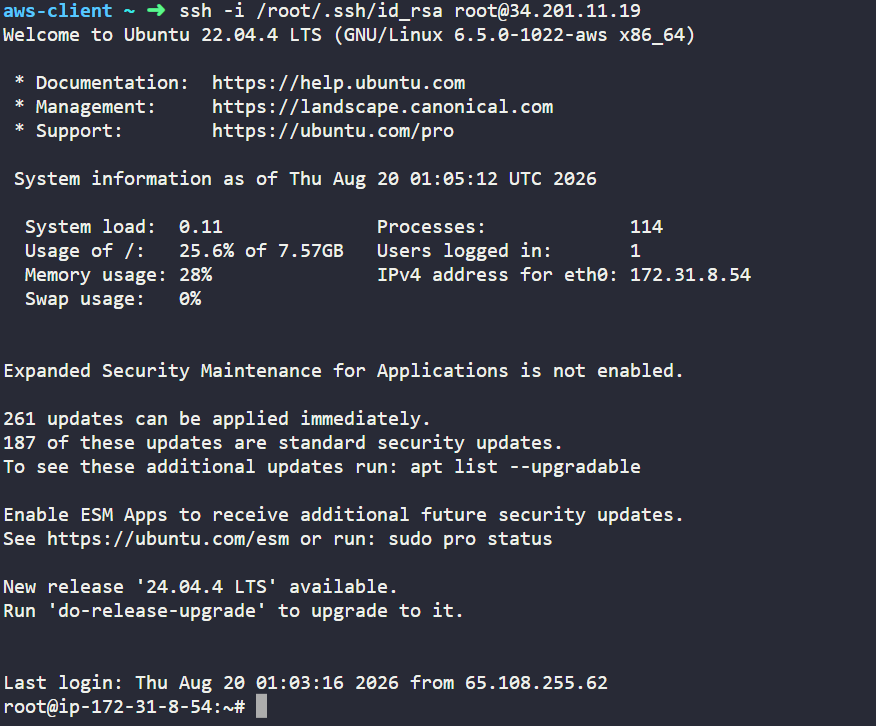 aws-client ~ ➜ ssh -i /root/.ssh/id_rsa root@34.201.11.19
Welcome to Ubuntu 22.04.4 LTS (GNU/Linux 6.5.0-1022-aws x86_64)
* Documentation: https://help.ubuntu.com
* Management: https://landscape.canonical.com
* Support: https://ubuntu.com/pro
System information as of Thu Aug 20 01:05:12 UTC 2026
System load: 0.11 Processes: 114
Usage of /: 25.6% of 7.57GB Users logged in: 1
Memory usage: 28% IPv4 address for eth0: 172.31.8.54
Swap usage: 0%
Expanded Security Maintenance for Applications is not enabled.
261 updates can be applied immediately.
187 of these updates are standard security updates.
To see these additional updates run: apt list --upgradable
Enable ESM Apps to receive additional future security updates.
See https://ubuntu.com/esm or run: sudo pro status
New release '24.04.4 LTS' available.
Run 'do-release-upgrade' to upgrade to it.
Last login: Thu Aug 20 01:03:16 2026 from 65.108.255.62
root@ip-172-31-8-54:~#